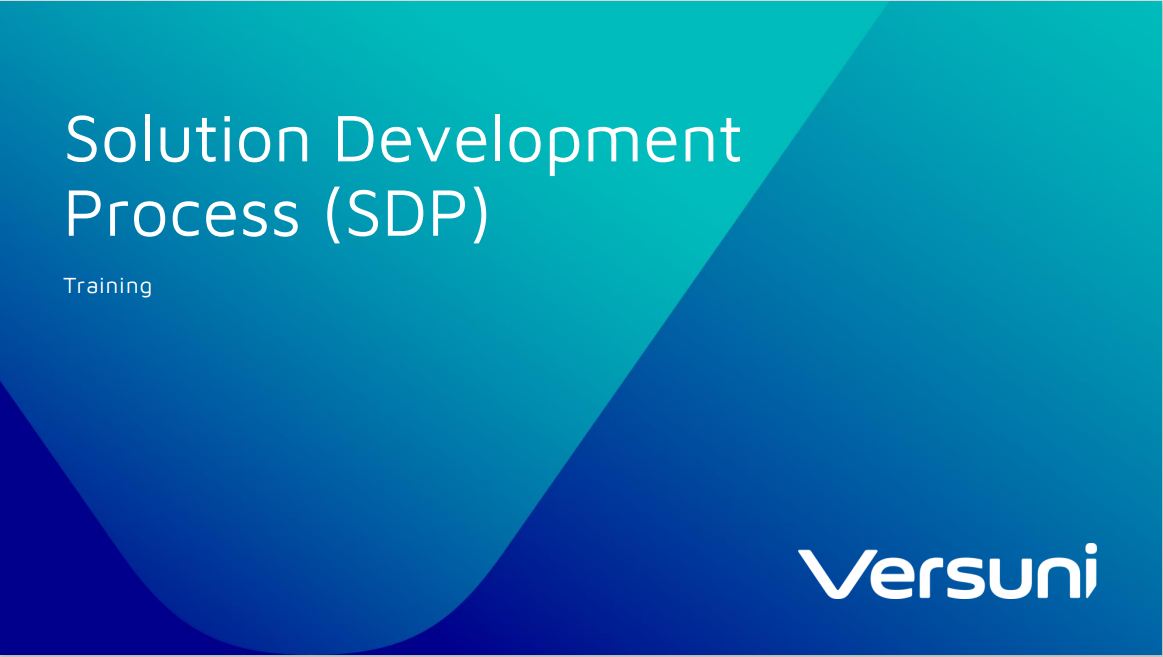 Solution Development
Process (SDP)
Training
Versuni